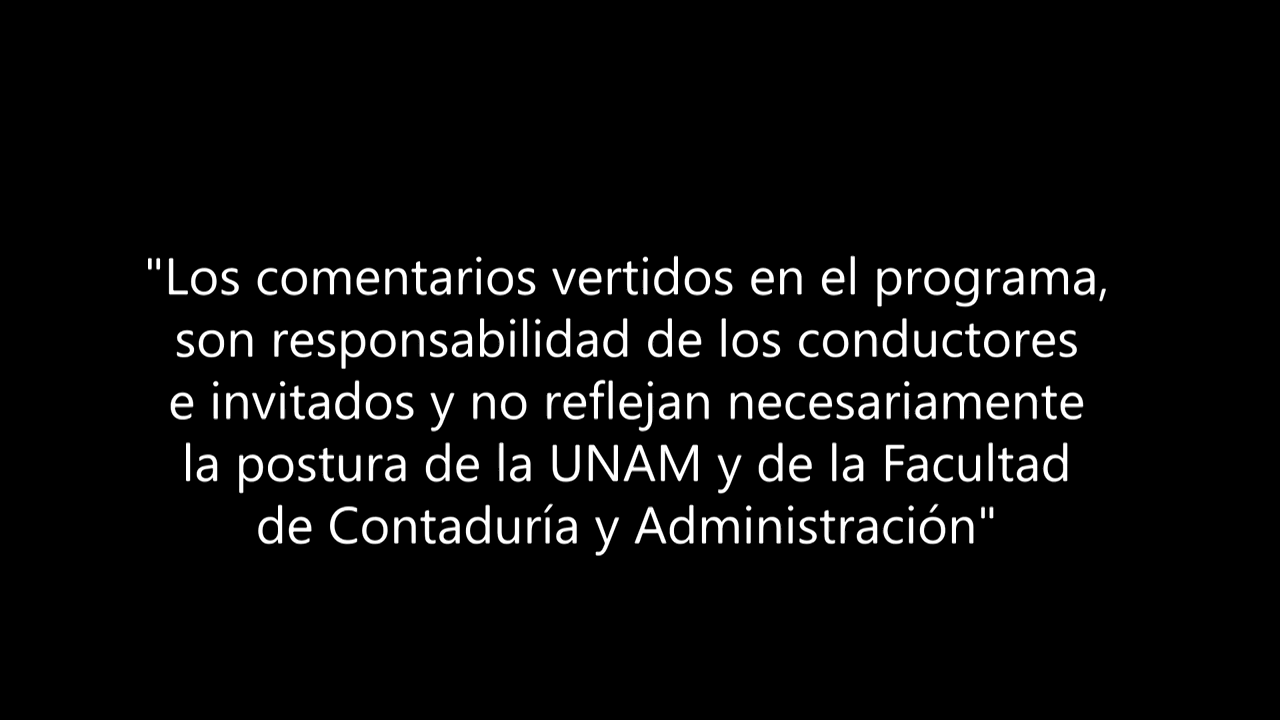 "Los comentarios vertidos en el programa,
son responsabilidad de los conductores
e invitados y no reflejan necesariamente
la postura de la UNAM y de la Facultad
de Contaduría y Administración"